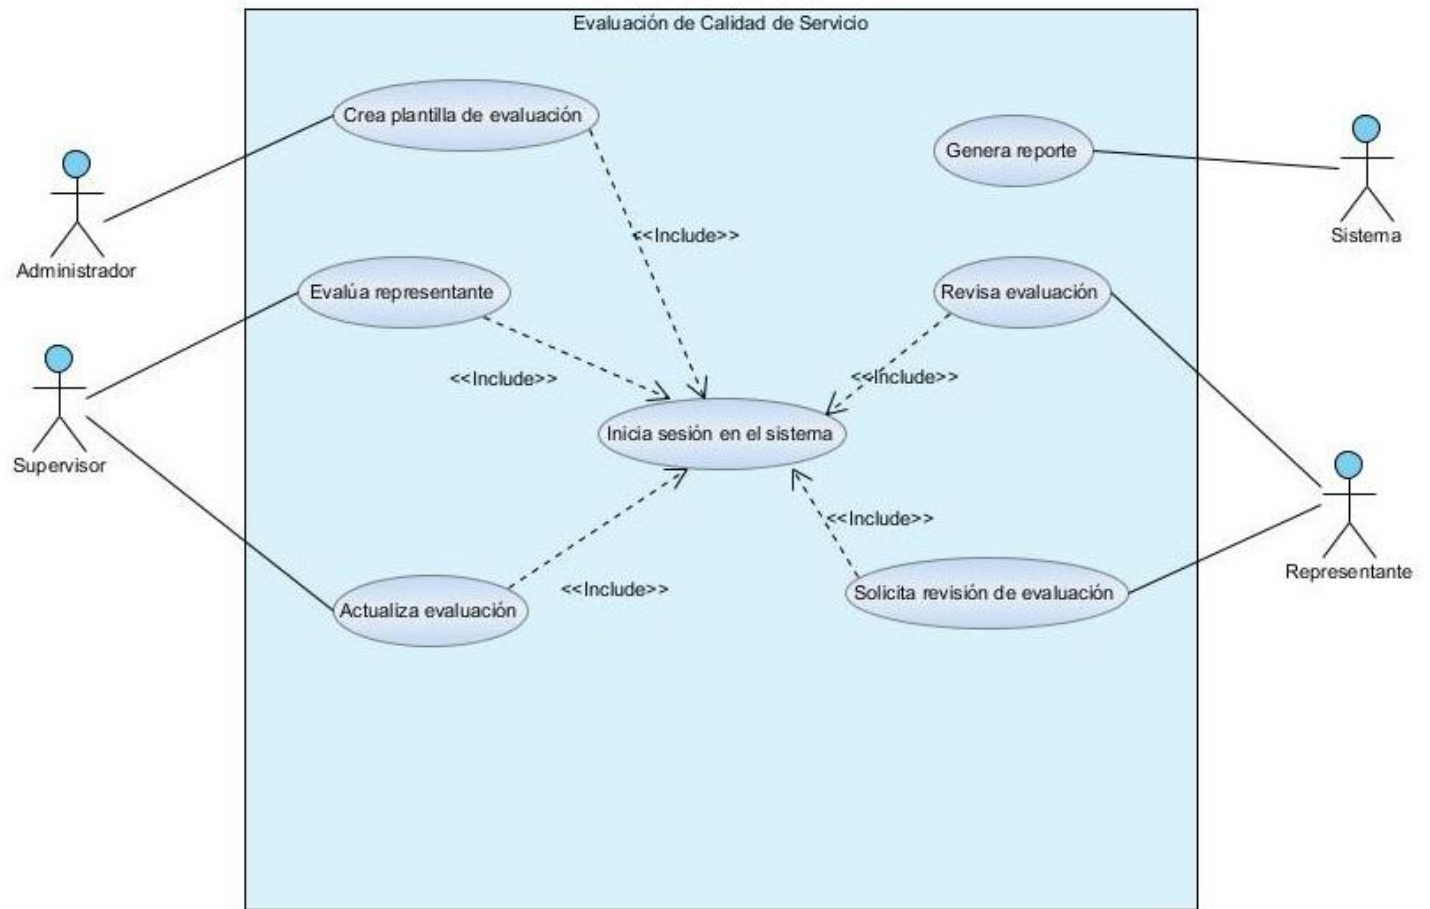 Evaluación de Calidad de Servicio
Crea plantilla de evaluación
Genera reporte
<<Include>>
Sistema
Administrador
Evalúa representante
Revisa evaluación
<<Include>>
<<Include>>
Inicia sesión en el sistema
Supervisor
<<Include>>
Representante
<<Include>>
Solicita revisión de evaluación
Actualiza evaluación